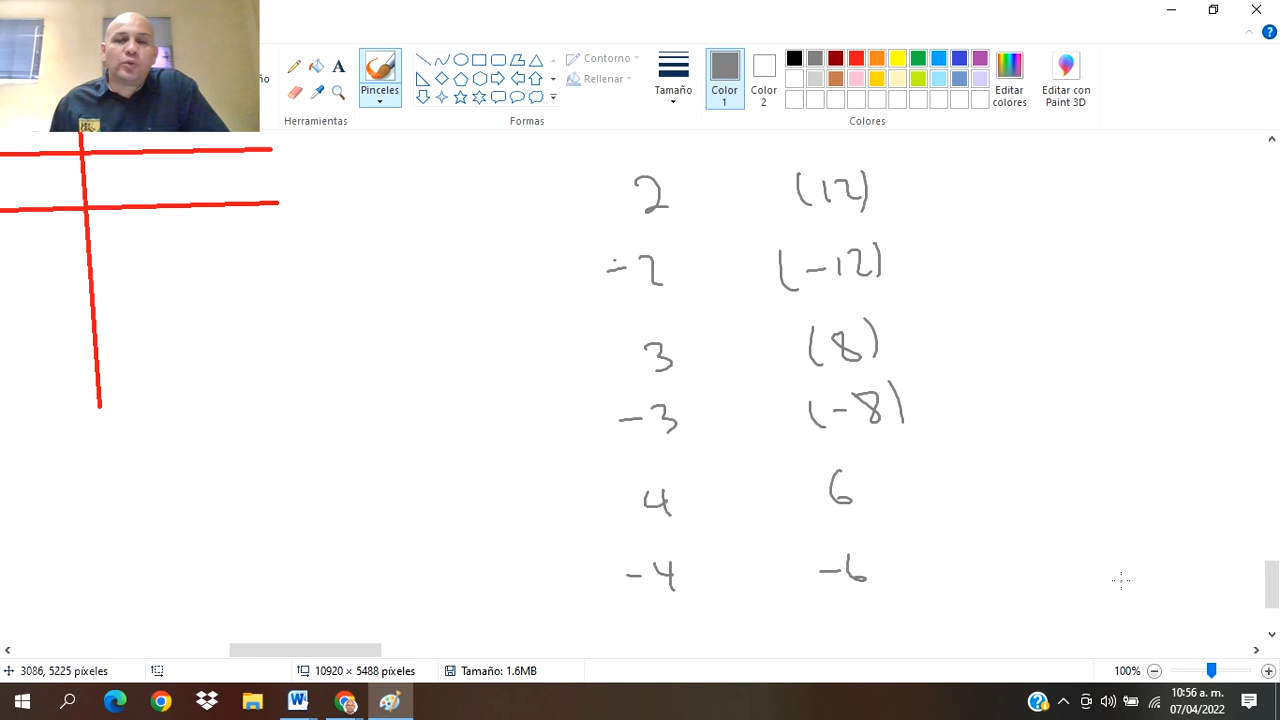 Contorno
Rellenar
Pinceles
Tamaño
Color 1
Color 2
Editar colores
Editar con Paint 3D
Herramientas
Formas
Colores
2 (12)
-2 (-12)
3 (8)
-3 (-8)
4 6
-4 -6
3086, 5225 píxeles
10920 × 5488 píxeles
Tamaño: 1.6MB
100%
10:56 a. m.
07/04/2022